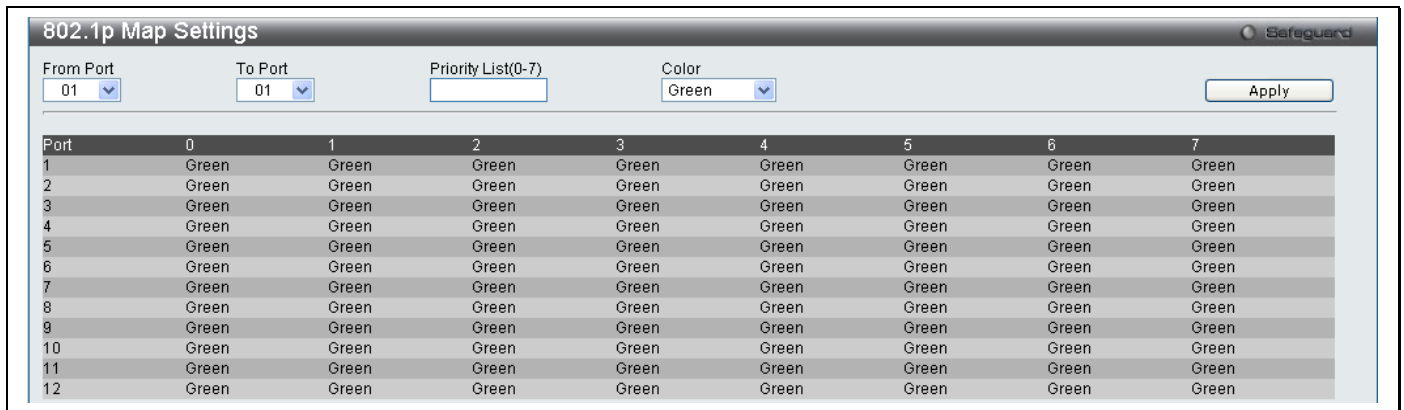 802.1p Map Settings Safeguard
From Port To Port Priority List(0-7) Color
01 01 Green Apply
Port 0 1 2 3 4 5 6 7
1 Green Green Green Green Green Green Green Green
2 Green Green Green Green Green Green Green Green
3 Green Green Green Green Green Green Green Green
4 Green Green Green Green Green Green Green Green
5 Green Green Green Green Green Green Green Green
6 Green Green Green Green Green Green Green Green
7 Green Green Green Green Green Green Green Green
8 Green Green Green Green Green Green Green Green
9 Green Green Green Green Green Green Green Green
10 Green Green Green Green Green Green Green Green
11 Green Green Green Green Green Green Green Green
12 Green Green Green Green Green Green Green Green